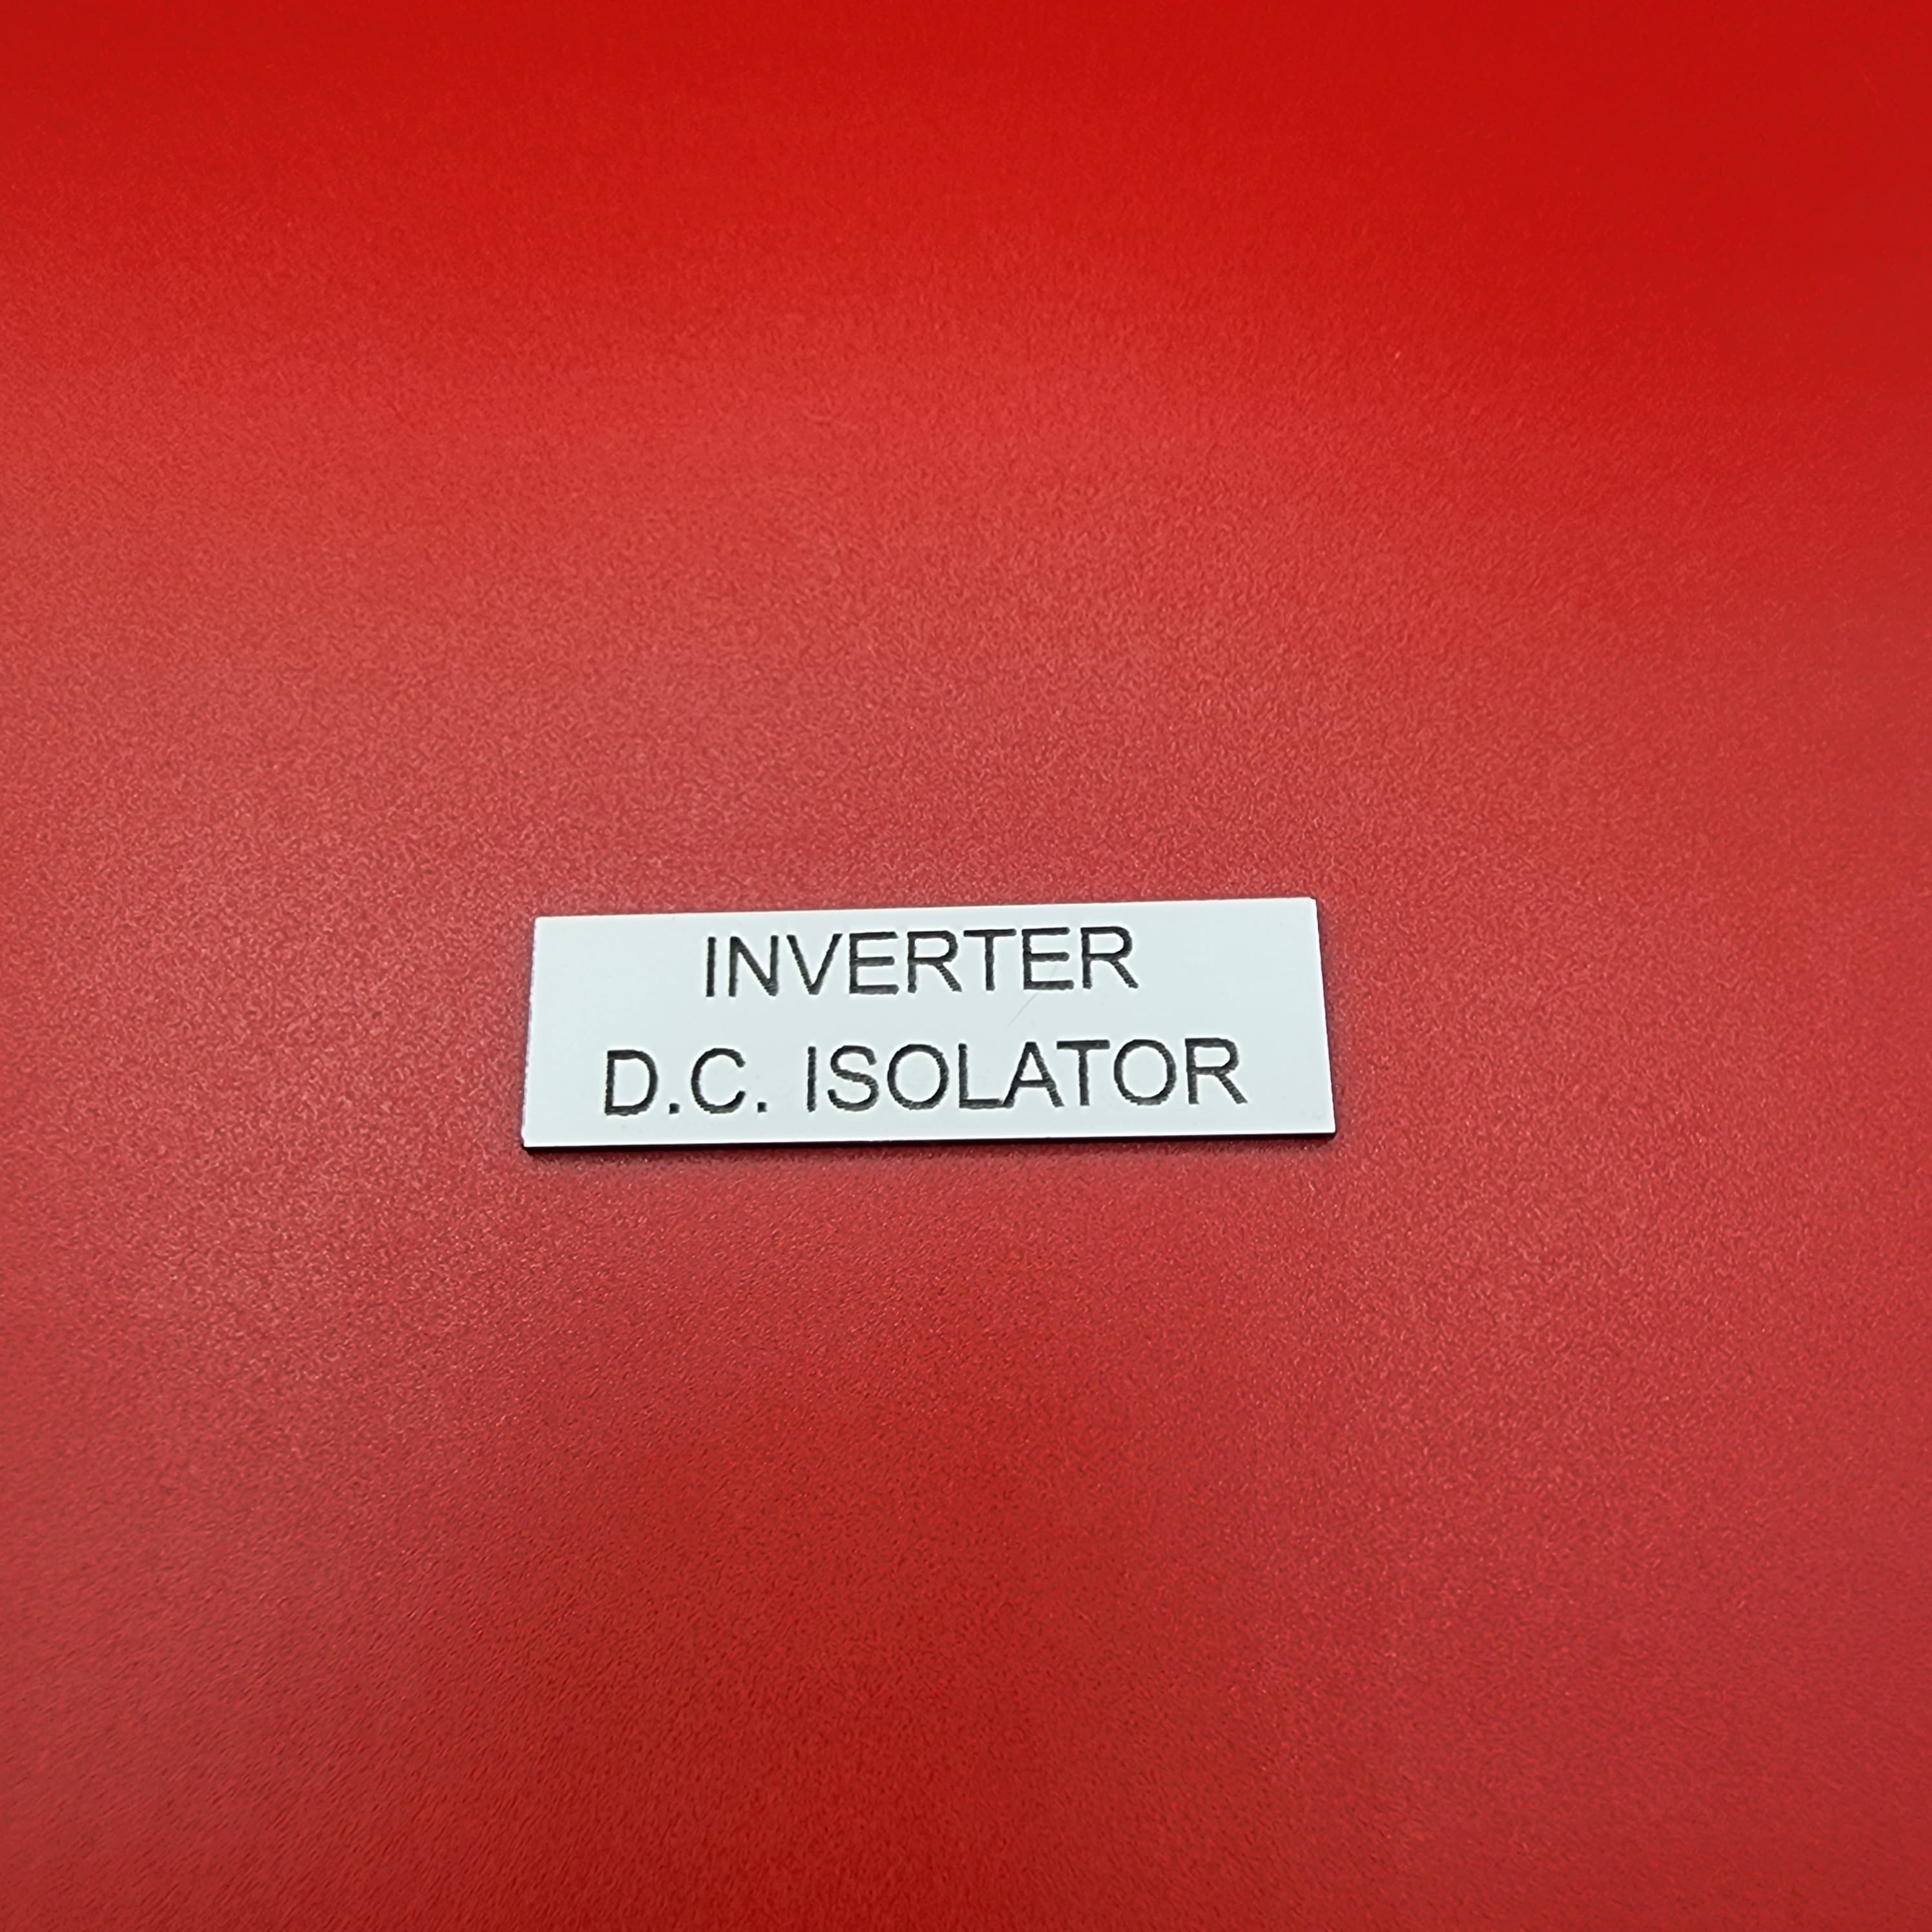 INVERTER
D.C. ISOLATOR